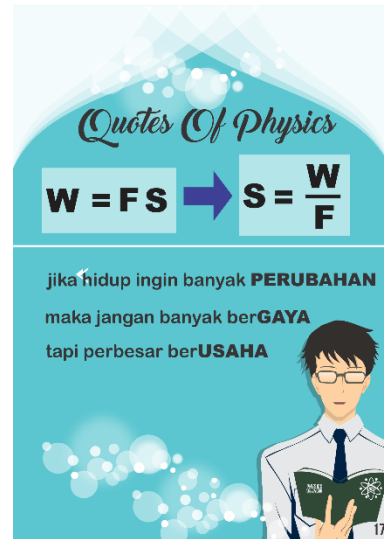 Quotes Of Physics
W = F S
S = W
F
jika hidup ingin banyak PERUBAHAN
maka jangan banyak berGAYA
tapi perbesar berUSAHA
17